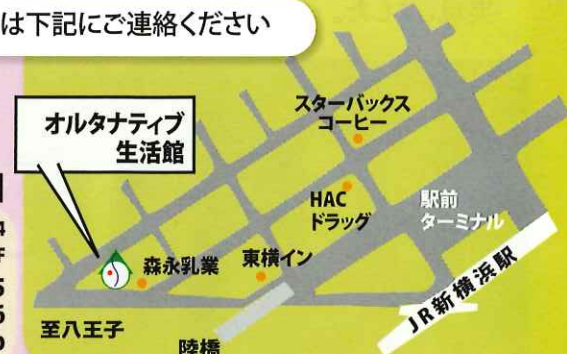 は下記にご連絡ください
オルタナティブ
生活館
スターバックス
コーヒー
HAC
ドラッグ
駅前
ターミナル
森永乳業
東横イン
JR新横浜駅
至八王子
陸橋